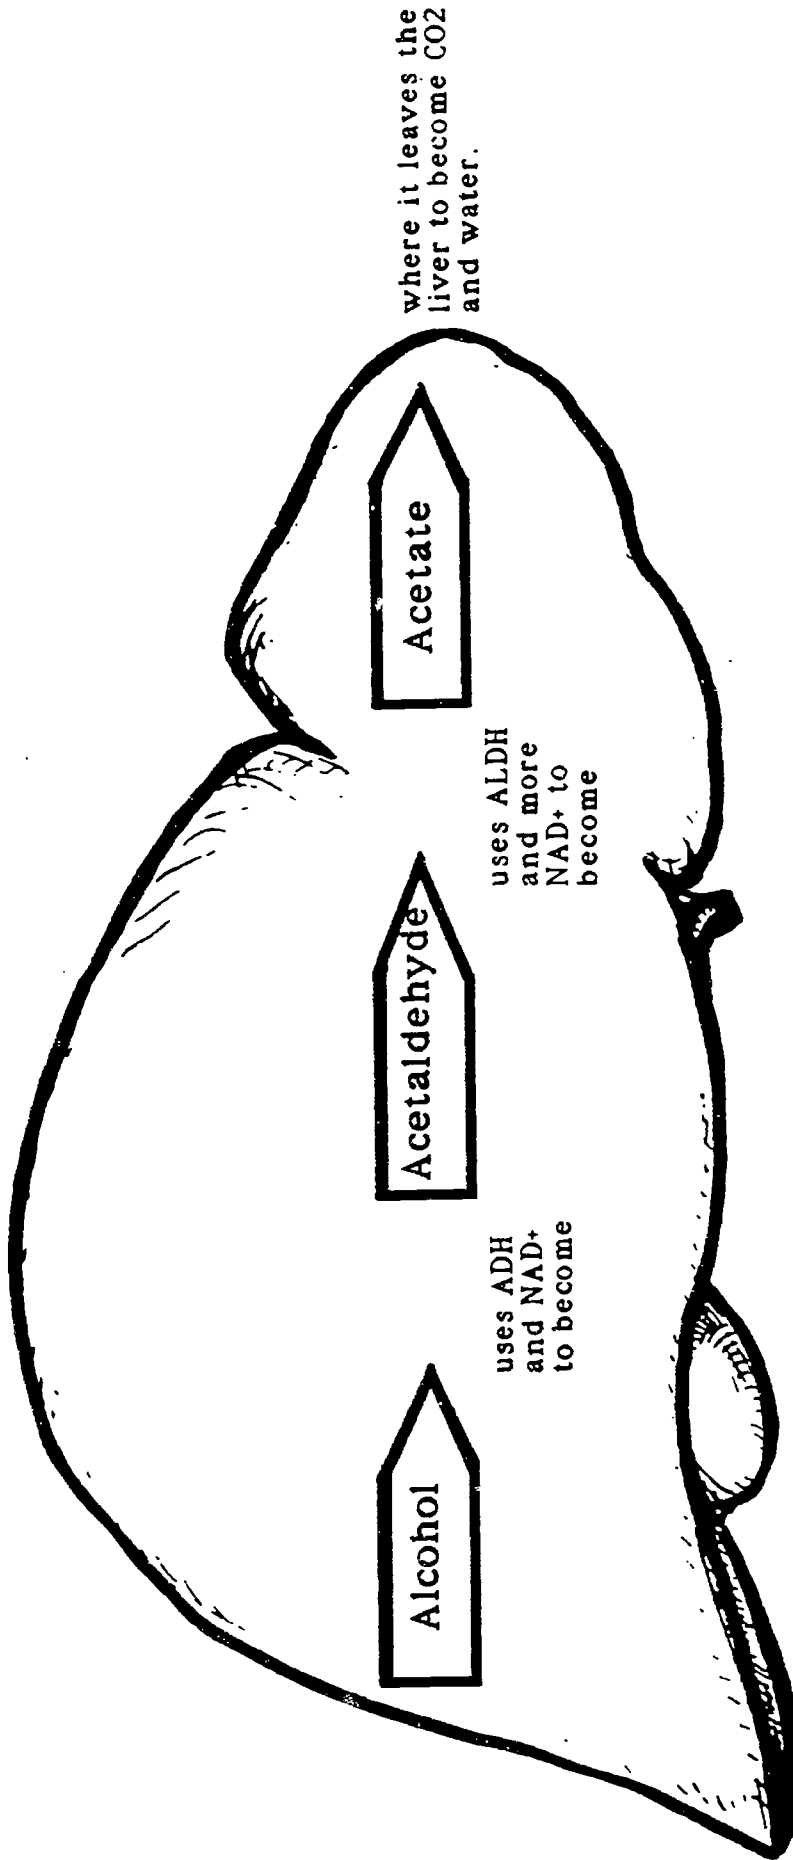 Alcohol
uses ADH
and NAD+
to become
Acetaldehyde
uses ALDH
and more
NAD+ to
become
Acetate
where it leaves the
liver to become CO2
and water.